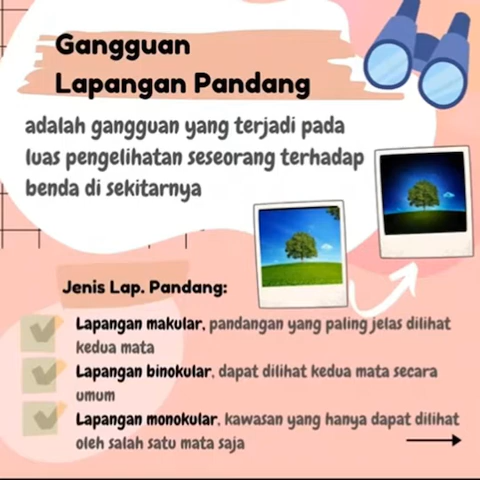 Gangguan
Lapangan Pandang
adalah gangguan yang terjadi pada
luas pengelihatan seseorang terhadap
benda di sekitarnya
Jenis Lap. Pandang:
Lapangan makular, pandangan yang paling jelas dilihat
kedua mata
Lapangan binokular, dapat dilihat kedua mata secara
umum
Lapangan monokular, kawasan yang hanya dapat dilihat
oleh salah satu mata saja